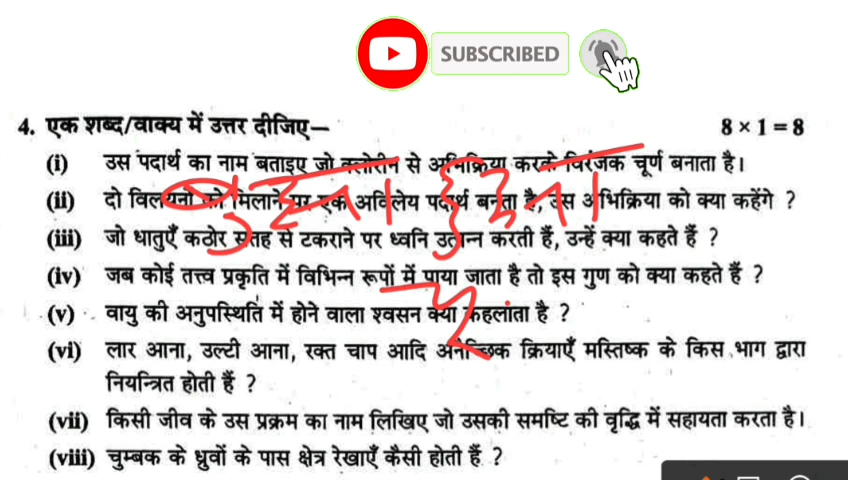 SUBSCRIBED
4. एक शब्द/वाक्य में उत्तर दीजिए— 8 × 1 = 8
(i) उस पदार्थ का नाम बताइए जो क्लोरीन से अभिक्रिया करके विरंजक चूर्ण बनाता है।
(ii) दो विलयनों को मिलाने पर एक अविलेय पदार्थ बनता है, उस अभिक्रिया को क्या कहेंगे ?
(iii) जो धातुएँ कठोर सतह से टकराने पर ध्वनि उत्पन्न करती हैं, उन्हें क्या कहते हैं ?
(iv) जब कोई तत्त्व प्रकृति में विभिन्न रूपों में पाया जाता है तो इस गुण को क्या कहते हैं ?
(v) वायु की अनुपस्थिति में होने वाला श्वसन क्या कहलाता है ?
(vi) लार आना, उल्टी आना, रक्त चाप आदि अनैच्छिक क्रियाएँ मस्तिष्क के किस भाग द्वारा
नियन्त्रित होती हैं ?
(vii) किसी जीव के उस प्रक्रम का नाम लिखिए जो उसकी समष्टि की वृद्धि में सहायता करता है।
(viii) चुम्बक के ध्रुवों के पास क्षेत्र रेखाएँ कैसी होती हैं ?